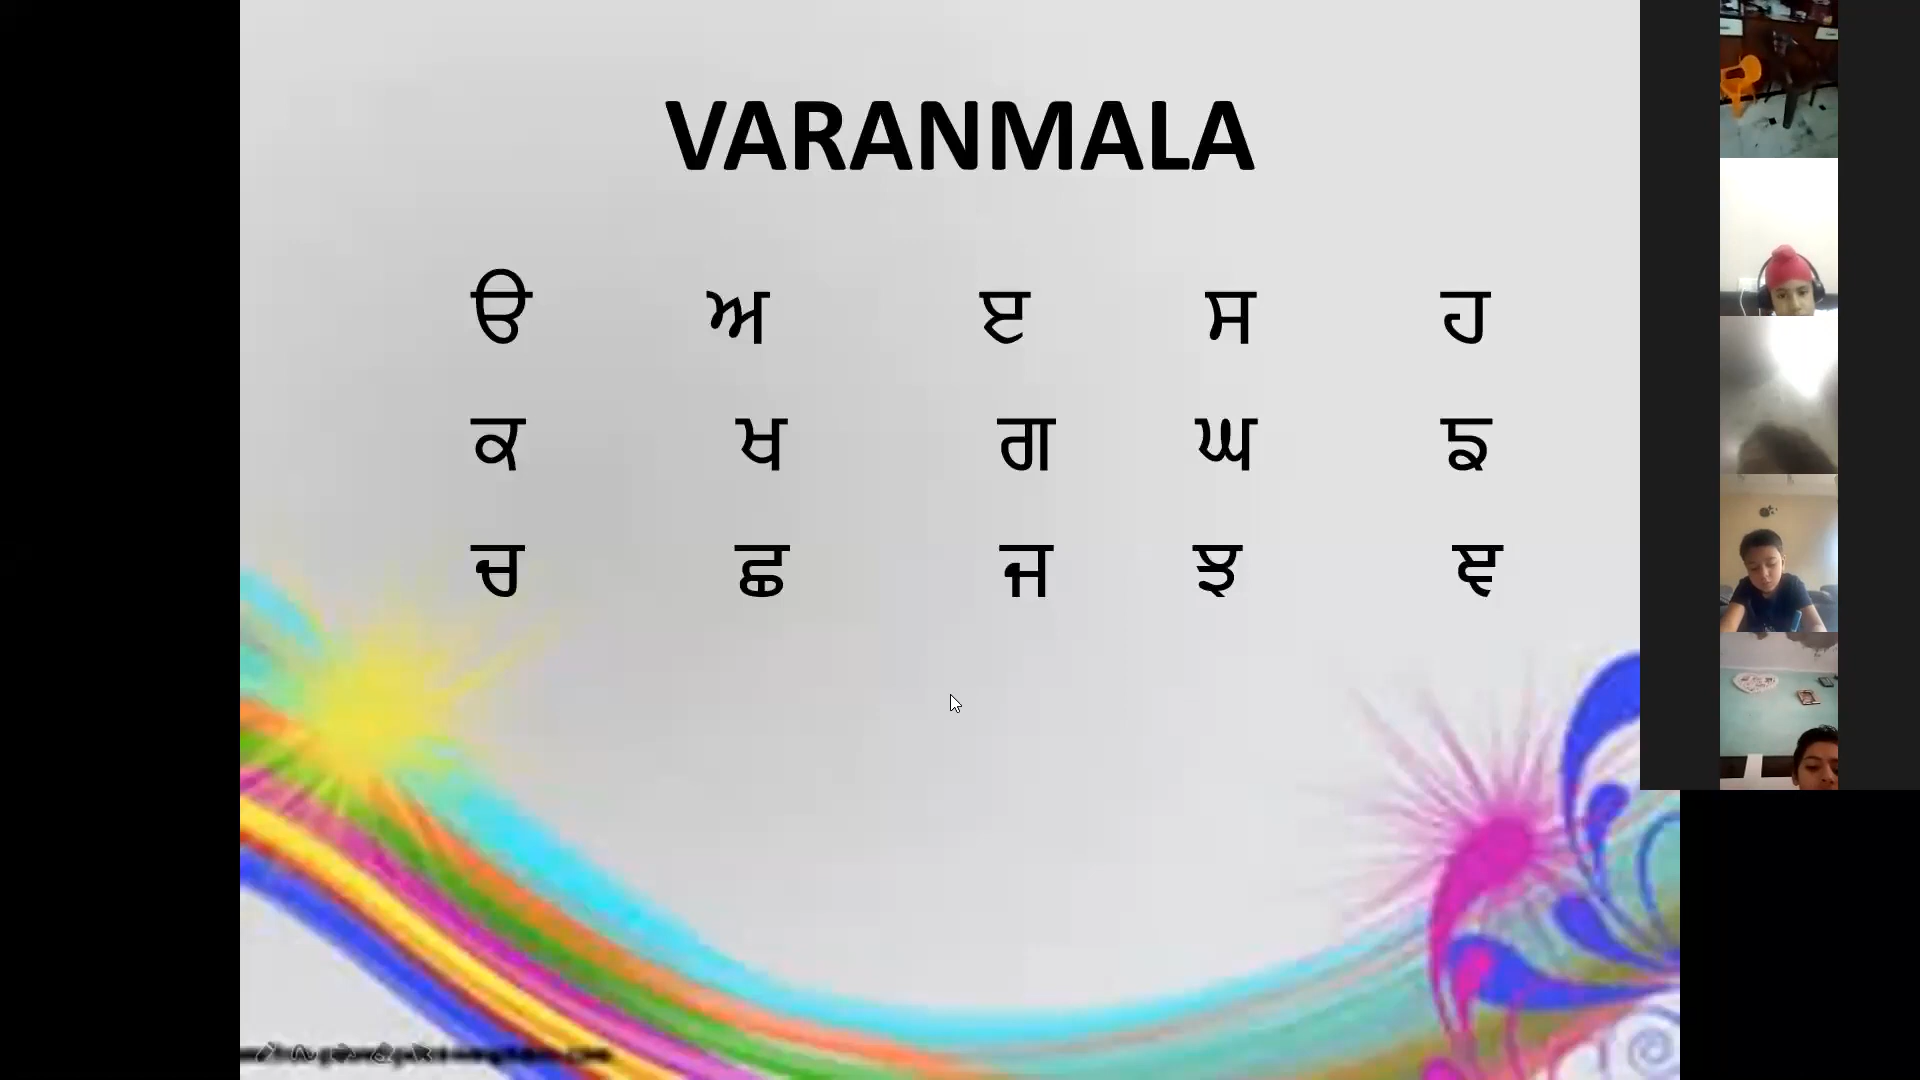 VARANMALA
ੳ ਅ ੲ ਸ ਹ
ਕ ਖ ਗ ਘ ਙ
ਚ ਛ ਜ ਝ ਞ